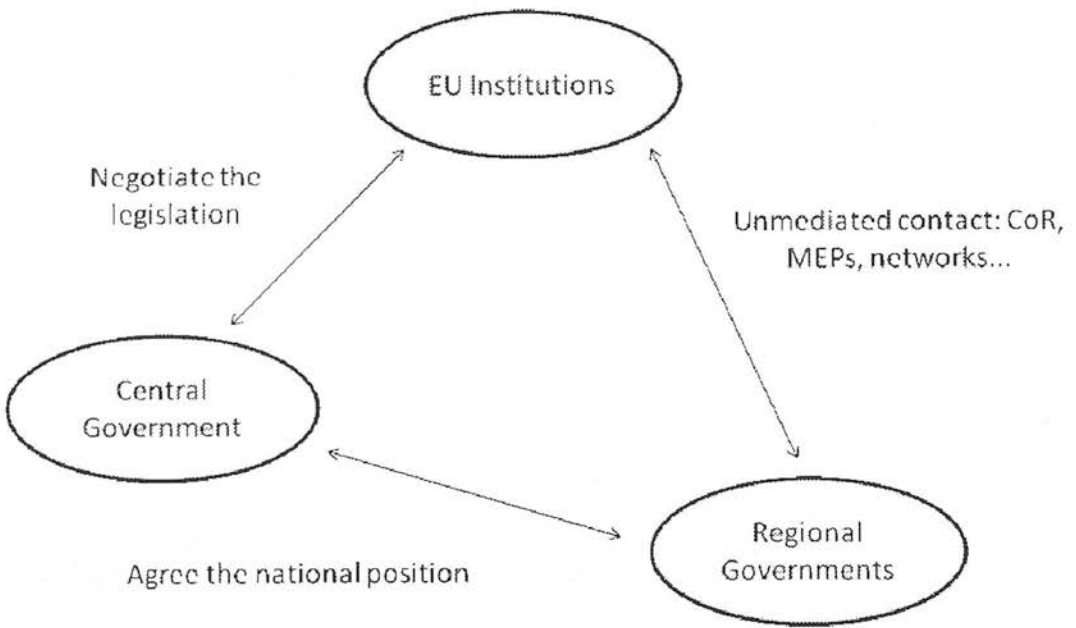 EU Institutions
Negotiate the
legislation
Unmediated contact: CoR,
MEPs, networks...
Central
Government
Regional
Governments
Agree the national position